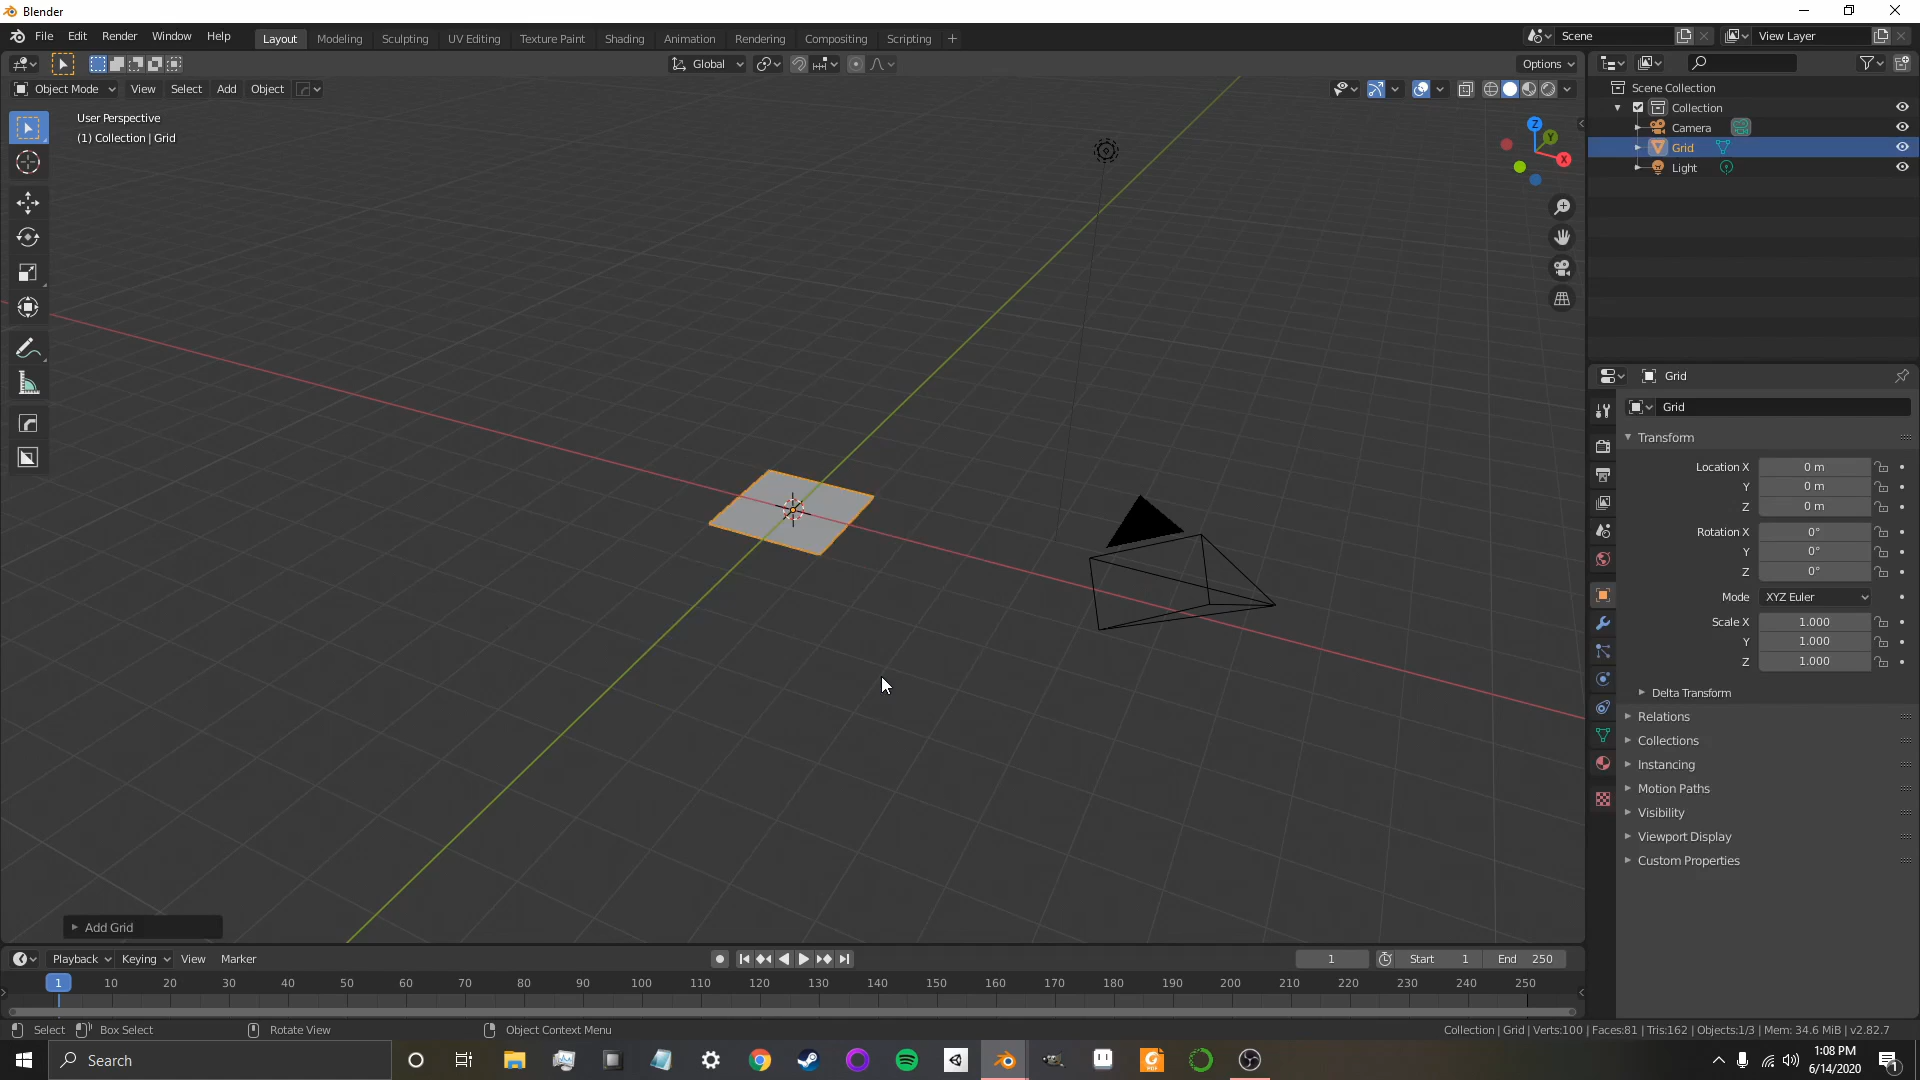 Blender
File Edit Render Window Help
Layout Modeling Sculpting UV Editing Texture Paint Shading Animation Rendering Compositing Scripting +
Scene
View Layer
Global
Options
Object Mode View Select Add Object
User Perspective
(1) Collection | Grid
Z
Y
X
Scene Collection
Collection
Camera
Grid
Light
Grid
Grid
Transform
Location X 0 m
Y 0 m
Z 0 m
Rotation X 0°
Y 0°
Z 0°
Mode XYZ Euler
Scale X 1.000
Y 1.000
Z 1.000
Delta Transform
Relations
Collections
Instancing
Motion Paths
Visibility
Viewport Display
Custom Properties
Add Grid
Playback Keying View Marker
1
Start 1
End 250
1 10 20 30 40 50 60 70 80 90 100 110 120 130 140 150 160 170 180 190 200 210 220 230 240 250
Select Box Select Rotate View Object Context Menu
Collection | Grid | Verts:100 | Faces:81 | Tris:162 | Objects:1/3 | Mem: 34.6 MiB | v2.82.7
Search
1:08 PM
6/14/2020
1